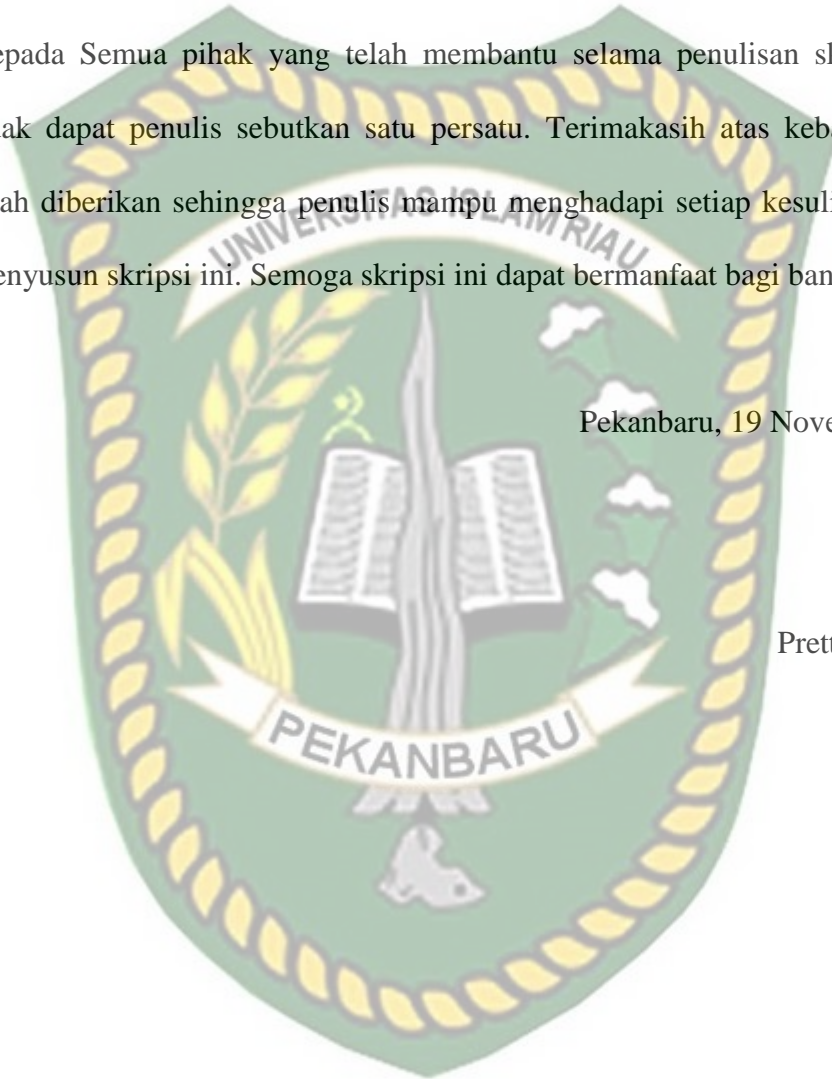 epada Semua pihak yang telah membantu selama penulisan sk
dak dapat penulis sebutkan satu persatu. Terimakasih atas keba
ah diberikan sehingga penulis mampu menghadapi setiap kesuli
UNIVERSITAS ISLAM RIAU
enyusun skripsi ini. Semoga skripsi ini dapat bermanfaat bagi ban
Pekanbaru, 19 Nove
Prett
PEKANBARU